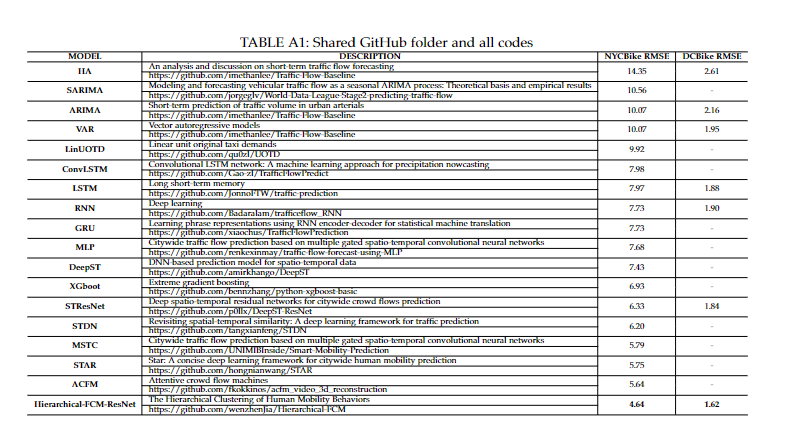 TABLE A1: Shared GitHub folder and all codes
MODEL DESCRIPTION NYCBike RMSE DCBike RMSE
HA An analysis and discussion on short-term traffic flow forecasting 14.35 2.61
https://github.com/imethanlee/Traffic-Flow-Baseline
SARIMA Modeling and forecasting vehicular traffic flow as a seasonal ARIMA process: Theoretical basis and empirical results 10.56 -
https://github.com/jorgeglv/World-Data-League-Stage2-predicting-traffic-flow
ARIMA Short-term prediction of traffic volume in urban arterials 10.07 2.16
https://github.com/imethanlee/Traffic-Flow-Baseline
VAR Vector autoregressive models 10.07 1.95
https://github.com/imethanlee/Traffic-Flow-Baseline
LinUOTD Linear unit original taxi demands 9.92 -
https://github.com/qu0zl/UOTD
ConvLSTM Convolutional LSTM network: A machine learning approach for precipitation nowcasting 7.98 -
https://github.com/Gao-zl/TrafficFlowPredict
LSTM Long short-term memory 7.97 1.88
https://github.com/JonnoFTW/traffic-prediction
RNN Deep learning 7.73 1.90
https://github.com/Badaralam/trafficeflow_RNN
GRU Learning phrase representations using RNN encoder-decoder for statistical machine translation 7.73 -
https://github.com/xiaochus/TrafficFlowPrediction
MLP Citywide traffic flow prediction based on multiple gated spatio-temporal convolutional neural networks 7.68 -
https://github.com/renkexinmay/traffic-flow-forecast-using-MLP
DeepST DNN-based prediction model for spatio-temporal data 7.43 -
https://github.com/amirkhango/DeepST
XGboot Extreme gradient boosting 6.93 -
https://github.com/bennzhang/python-xgboost-basic
STResNet Deep spatio-temporal residual networks for citywide crowd flows prediction 6.33 1.84
https://github.com/p0llx/DeepST-ResNet
STDN Revisiting spatial-temporal similarity: A deep learning framework for traffic prediction 6.20 -
https://github.com/tangxianfeng/STDN
MSTC Citywide traffic flow prediction based on multiple gated spatio-temporal convolutional neural networks 5.79 -
https://github.com/UNIMIBInside/Smart-Mobility-Prediction
STAR Star: A concise deep learning framework for citywide human mobility prediction 5.75 -
https://github.com/hongnianwang/STAR
ACFM Attentive crowd flow machines 5.64 -
https://github.com/fkokkinos/acfm_video_3d_reconstruction
Hierarchical-FCM-ResNet The Hierarchical Clustering of Human Mobility Behaviors 4.64 1.62
https://github.com/wenzhenJia/Hierarchical-FCM